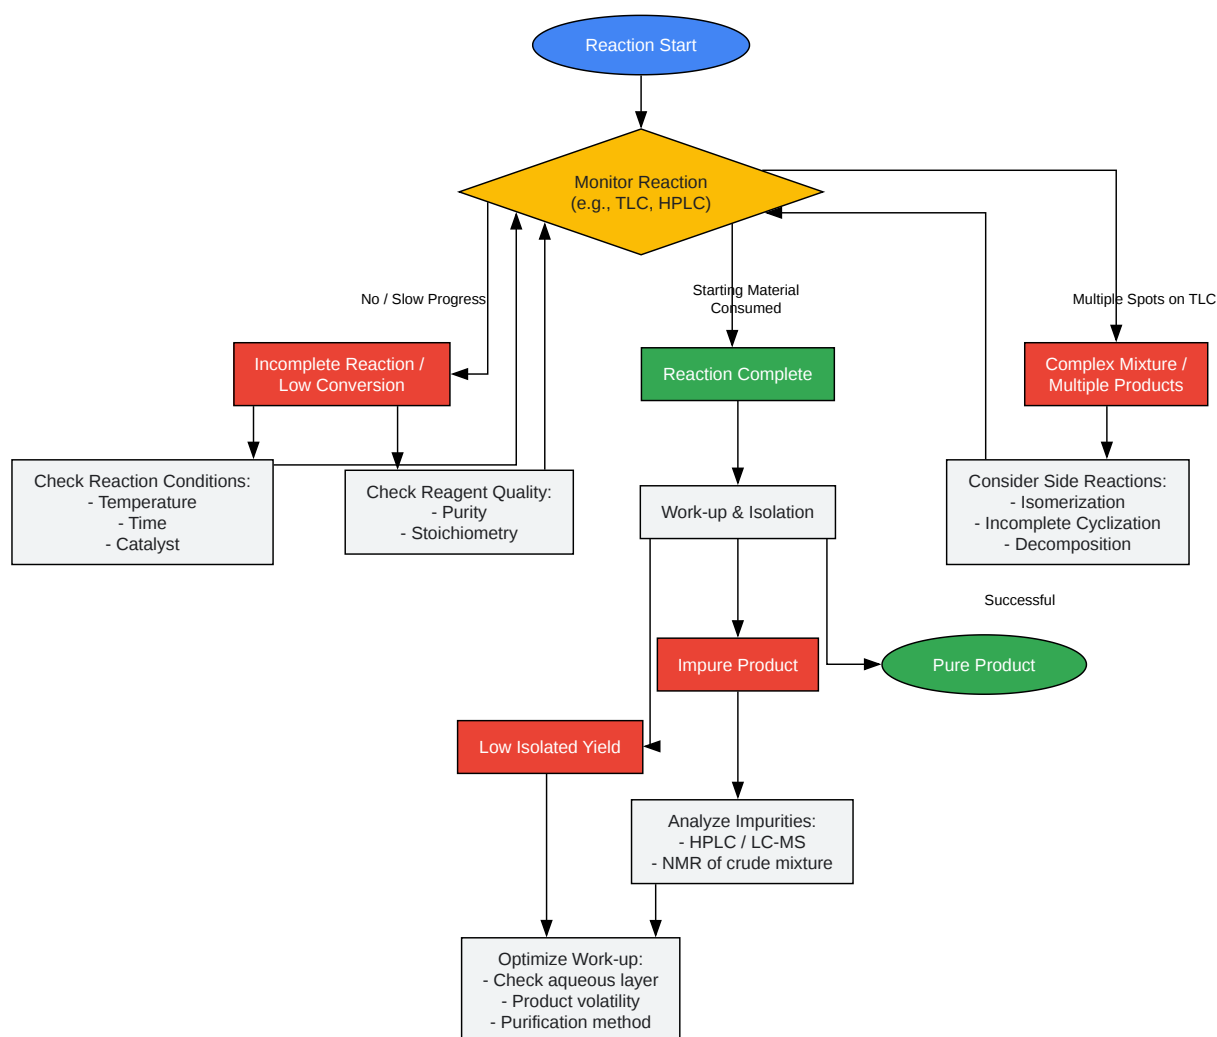 Reaction Start
Monitor Reaction
(e.g., TLC, HPLC)
No / Slow Progress
Starting Material
Consumed
Multiple Spots on TLC
Incomplete Reaction /
Low Conversion
Reaction Complete
Complex Mixture /
Multiple Products
Check Reaction Conditions:
- Temperature
- Time
- Catalyst
Check Reagent Quality:
- Purity
- Stoichiometry
Work-up & Isolation
Consider Side Reactions:
- Isomerization
- Incomplete Cyclization
- Decomposition
Successful
Impure Product
Pure Product
Low Isolated Yield
Analyze Impurities:
- HPLC / LC-MS
- NMR of crude mixture
Optimize Work-up:
- Check aqueous layer
- Product volatility
- Purification method